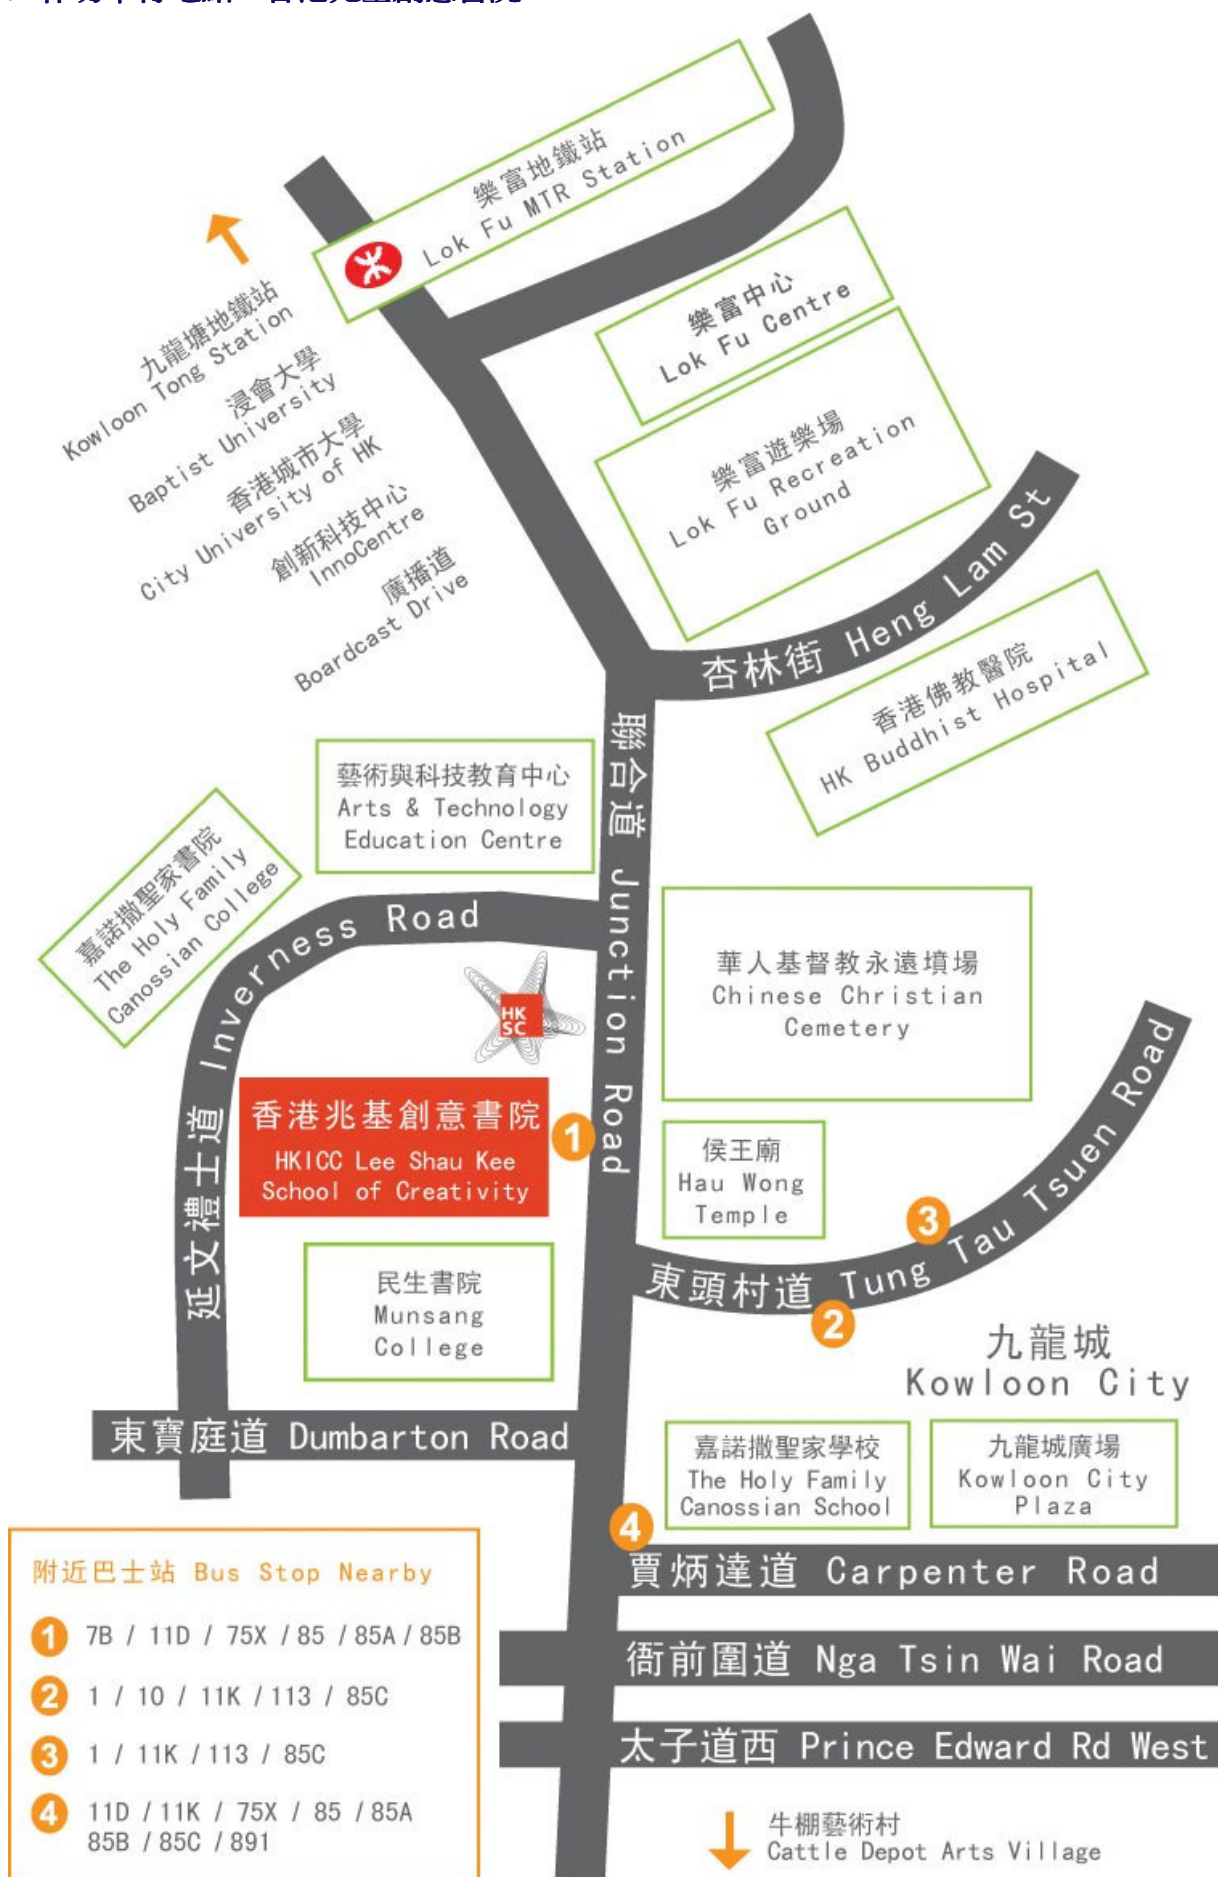 樂富地鐵站
Lok Fu MTR Station
九龍塘地鐵站
Kowloon Tong Station
浸會大學
Baptist University
香港城市大學
City University of HK
創新科技中心
InnoCentre
廣播道
Boardcast Drive
樂富中心
Lok Fu Centre
樂富遊樂場
Lok Fu Recreation
Ground
杏林街 Heng Lam St
香港佛教醫院
HK Buddhist Hospital
聯合道 Junction Road
藝術與科技教育中心
Arts & Technology
Education Centre
嘉諾撒聖家書院
The Holy Family
Canossian College
延文禮士道 Inverness Road
HK
SC
華人基督教永遠墳場
Chinese Christian
Cemetery
香港兆基創意書院
HKICC Lee Shau Kee
School of Creativity
1
侯王廟
Hau Wong
Temple
3
東頭村道 Tung Tau Tsuen Road
2
民生書院
Munsang
College
九龍城
Kowloon City
東寶庭道 Dumbarton Road
嘉諾撒聖家學校
The Holy Family
Canossian School
九龍城廣場
Kowloon City
Plaza
4
賈炳達道 Carpenter Road
衙前圍道 Nga Tsin Wai Road
太子道西 Prince Edward Rd West
附近巴士站 Bus Stop Nearby
1 7B / 11D / 75X / 85 / 85A / 85B
2 1 / 10 / 11K / 113 / 85C
3 1 / 11K / 113 / 85C
4 11D / 11K / 75X / 85 / 85A
85B / 85C / 891
牛棚藝術村
Cattle Depot Arts Village